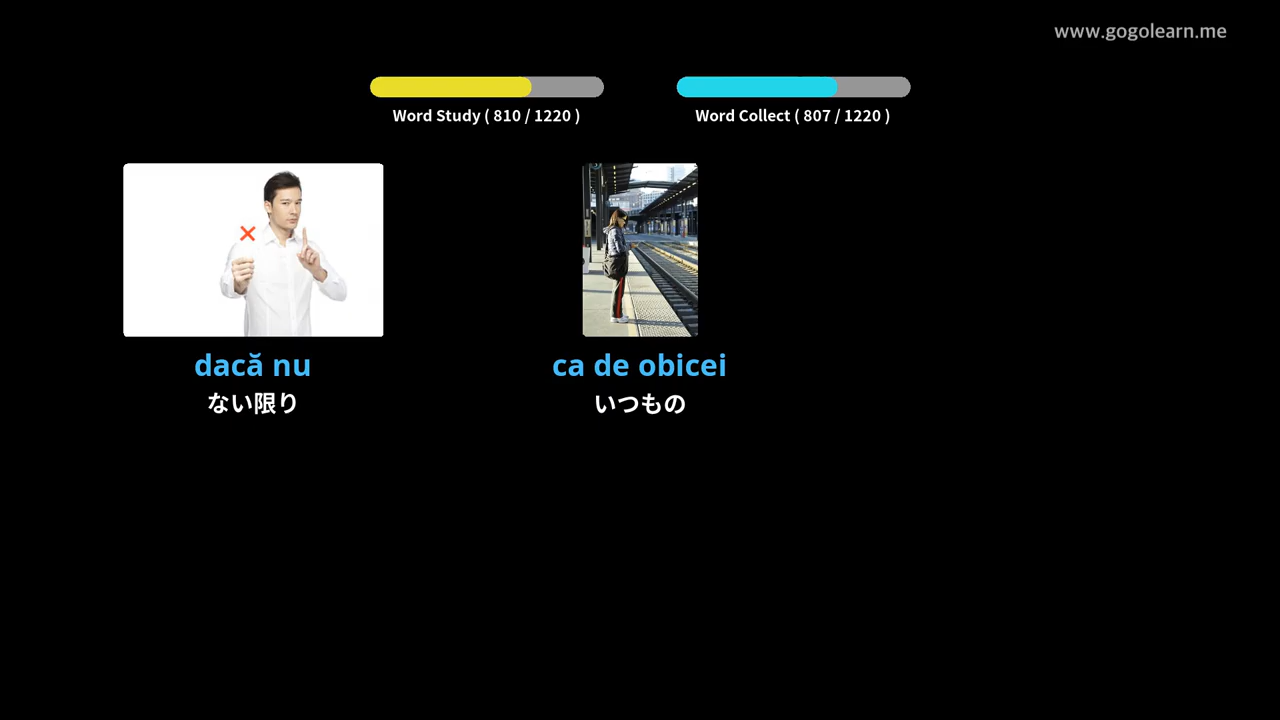 www.gogolearn.me
Word Study ( 810 / 1220 )
Word Collect ( 807 / 1220 )
dacă nu
ない限り
ca de obicei
いつもの